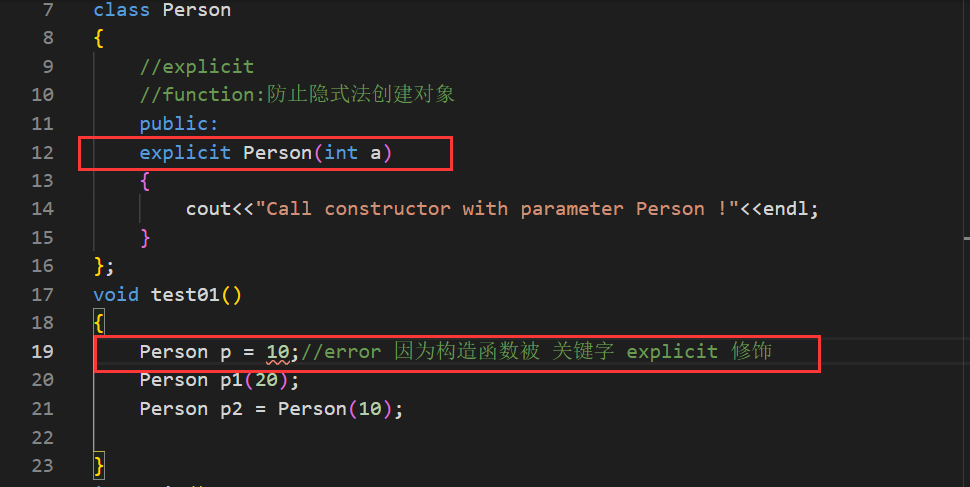 7 class Person
8 {
9 //explicit
10 //function:防止隐式法创建对象
11 public:
12 explicit Person(int a)
13 {
14 cout<<"Call constructor with parameter Person !"<<endl;
15 }
16 };
17 void test01()
18 {
19 Person p = 10;//error 因为构造函数被 关键字 explicit 修饰
20 Person p1(20);
21 Person p2 = Person(10);
22
23 }